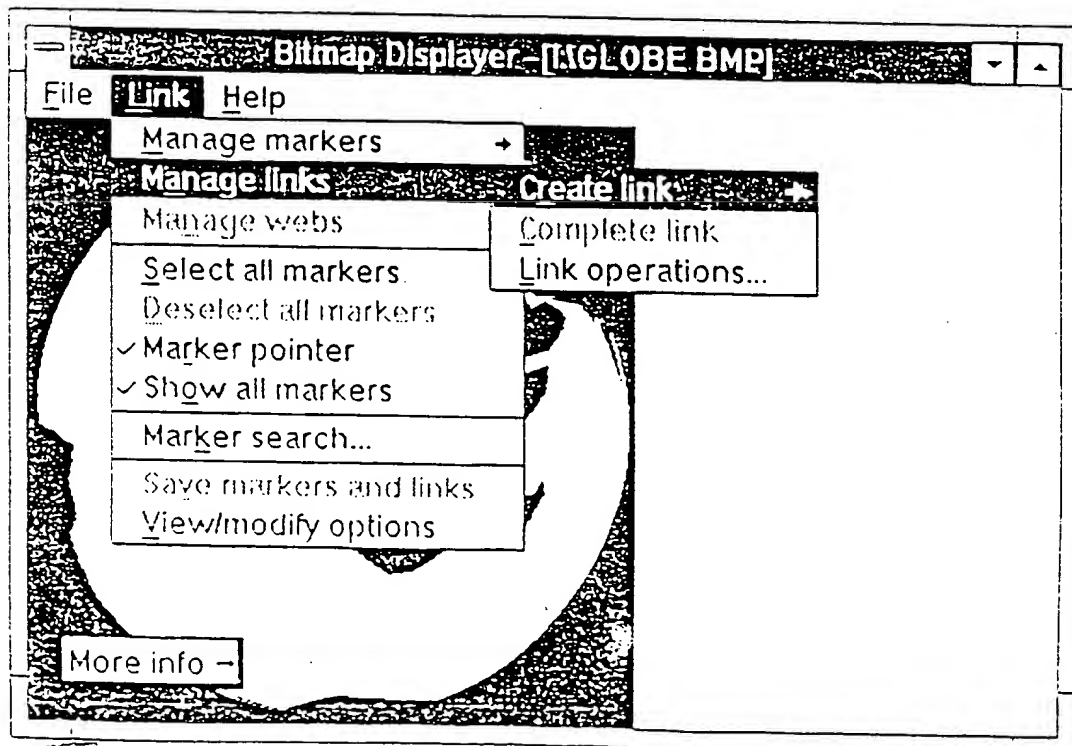 Bitmap Displayer - [I:\GLOBE.BMP]
File Link Help
Manage markers
Manage links
Manage webs
Select all markers
Deselect all markers
✓ Marker pointer
✓ Show all markers
Marker search...
Save markers and links
View/modify options
Create link
Complete link
Link operations...
More info